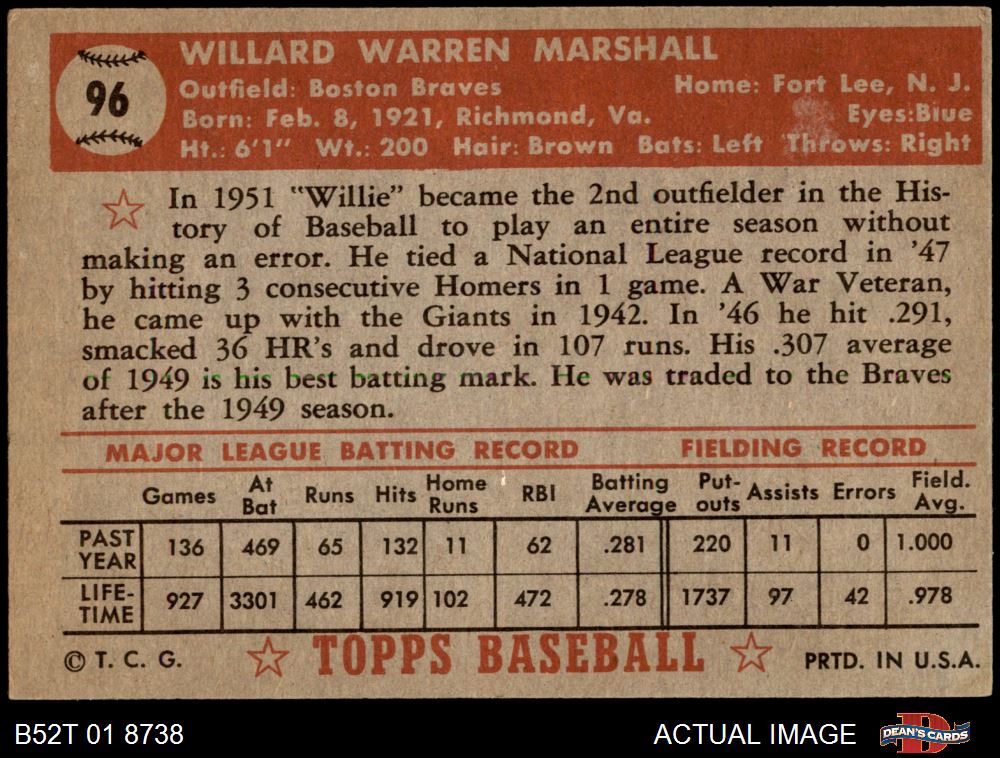 96
WILLARD WARREN MARSHALL
Outfield: Boston Braves Home: Fort Lee, N. J.
Born: Feb. 8, 1921, Richmond, Va. Eyes:Blue
Ht.: 6'1" Wt.: 200 Hair: Brown Bats: Left Throws: Right
In 1951 "Willie" became the 2nd outfielder in the His-
tory of Baseball to play an entire season without
making an error. He tied a National League record in '47
by hitting 3 consecutive Homers in 1 game. A War Veteran,
he came up with the Giants in 1942. In '46 he hit .291,
smacked 36 HR's and drove in 107 runs. His .307 average
of 1949 is his best batting mark. He was traded to the Braves
after the 1949 season.
MAJOR LEAGUE BATTING RECORD FIELDING RECORD
Games At Bat Runs Hits Home Runs RBI Batting Average Put-outs Assists Errors Field. Avg.
PAST YEAR 136 469 65 132 11 62 .281 220 11 0 1.000
LIFE-TIME 927 3301 462 919 102 472 .278 1737 97 42 .978
© T. C. G. TOPPS BASEBALL PRTD. IN U.S.A.
B52T 01 8738 ACTUAL IMAGE DEAN'S CARDS